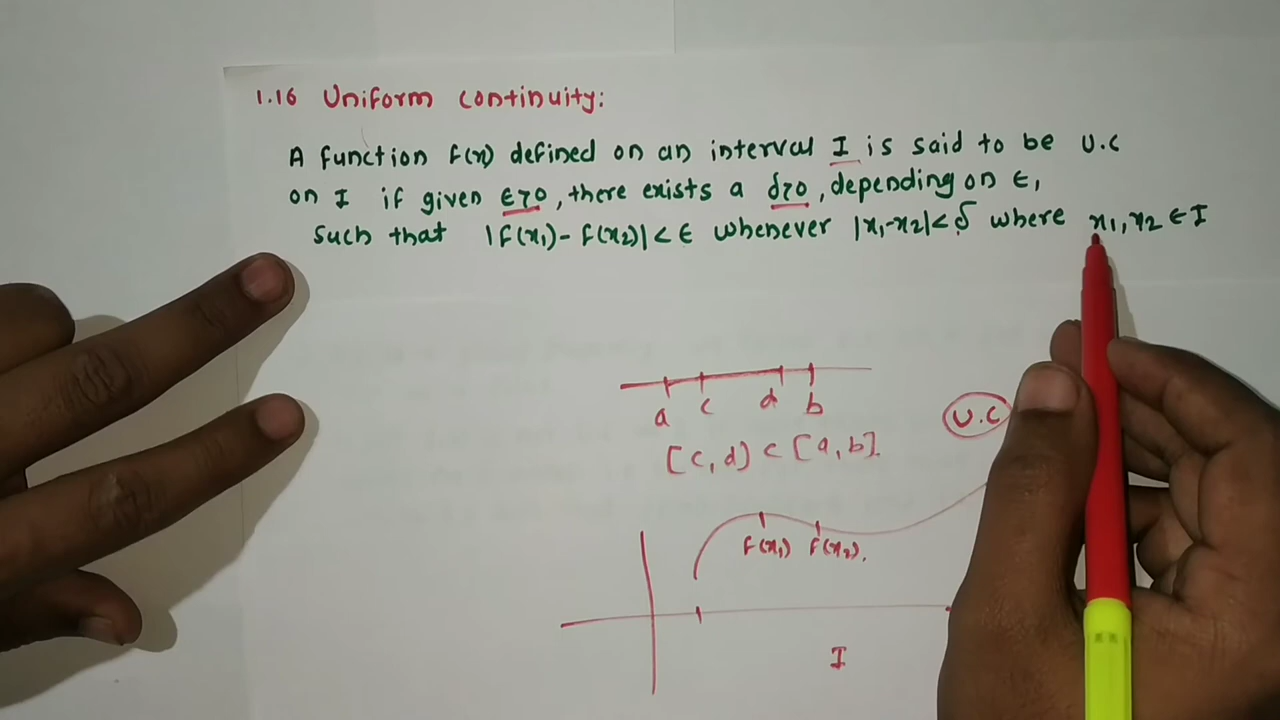 1.16 Uniform continuity:
A function f(x) defined on an interval I is said to be U.C
on I if given ϵ>0, there exists a δ>0, depending on ϵ,
such that |f(x₁)-f(x₂)|<ϵ whenever |x₁-x₂|<δ where x₁,x₂∈I
a c d b
U.C
[c,d) ⊂ [a,b].
f(x₁) f(x₂).
I